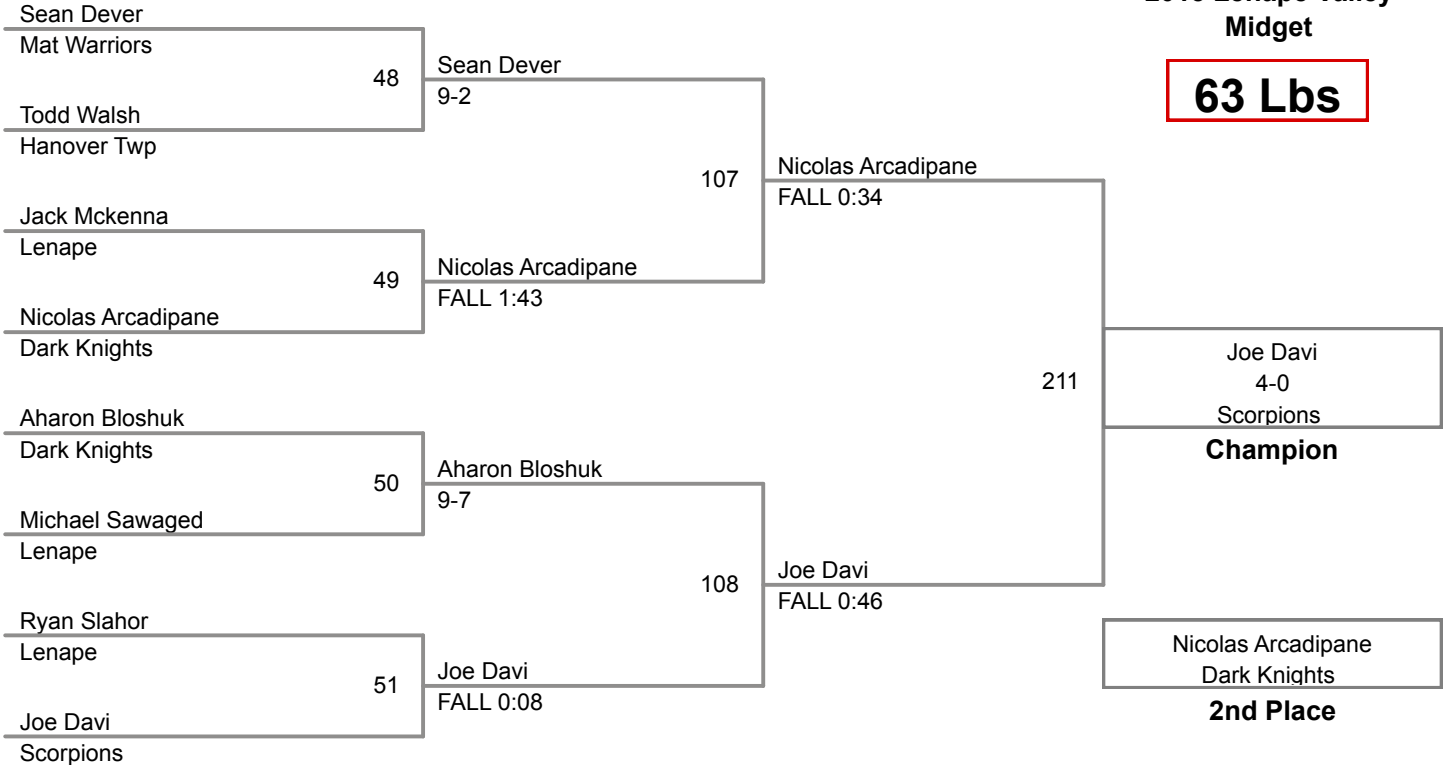 Midget
63 Lbs
Sean Dever
Mat Warriors
48
Todd Walsh
Hanover Twp
Jack Mckenna
Lenape
49
Nicolas Arcadipane
Dark Knights
Aharon Bloshuk
Dark Knights
50
Michael Sawaged
Lenape
Ryan Slahor
Lenape
51
Joe Davi
Scorpions
Sean Dever
9-2
107
Nicolas Arcadipane
FALL 1:43
Aharon Bloshuk
9-7
108
Joe Davi
FALL 0:08
Nicolas Arcadipane
FALL 0:34
211
Joe Davi
FALL 0:46
Joe Davi
4-0
Scorpions
Champion
Nicolas Arcadipane
Dark Knights
2nd Place